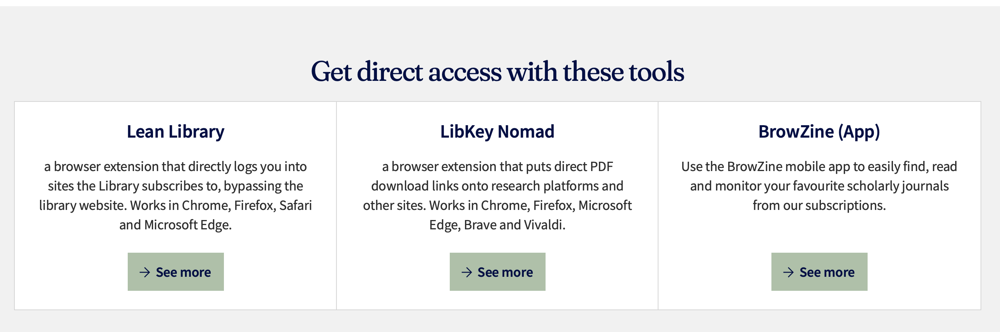 Get direct access with these tools
Lean Library
a browser extension that directly logs you into
sites the Library subscribes to, bypassing the
library website. Works in Chrome, Firefox, Safari
and Microsoft Edge.
See more
LibKey Nomad
a browser extension that puts direct PDF
download links onto research platforms and
other sites. Works in Chrome, Firefox, Microsoft
Edge, Brave and Vivaldi.
See more
BrowZine (App)
Use the BrowZine mobile app to easily find, read
and monitor your favourite scholarly journals
from our subscriptions.
See more